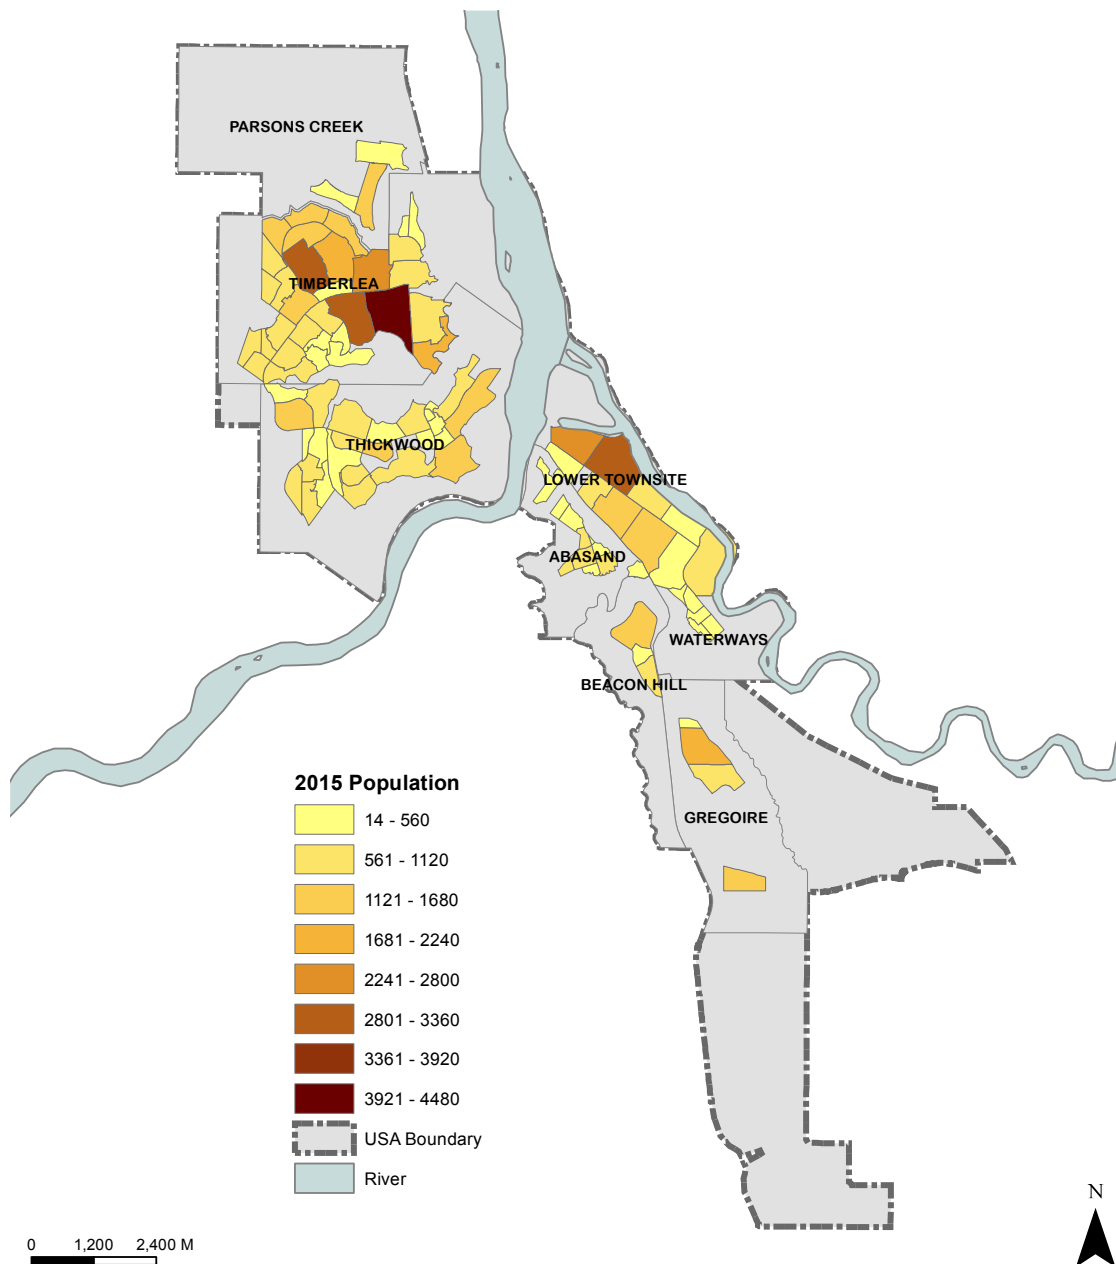 PARSONS CREEK
TIMBERLEA
THICKWOOD
LOWER TOWNSITE
ABASAND
WATERWAYS
BEACON HILL
GREGOIRE
2015 Population
14 - 560
561 - 1120
1121 - 1680
1681 - 2240
2241 - 2800
2801 - 3360
3361 - 3920
3921 - 4480
USA Boundary
River
N
0 1,200 2,400 M